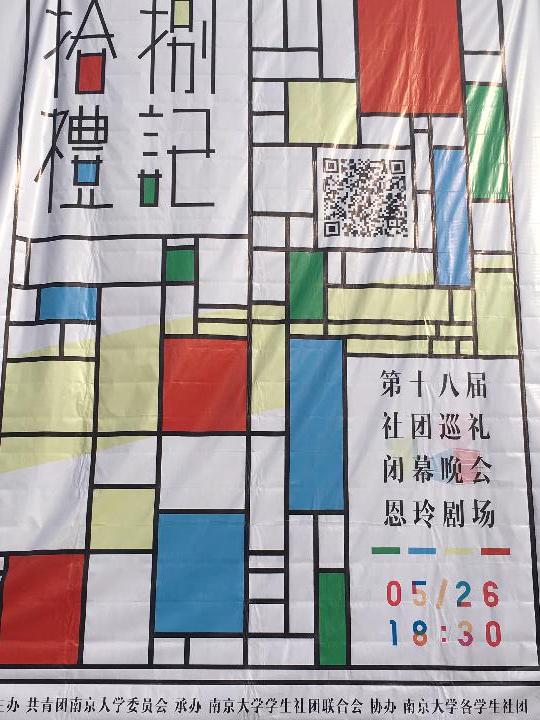 拾捌
禮記
第十八届
社团巡礼
闭幕晚会
恩玲剧场
05/26
18:30
主办 共青团南京大学委员会 承办 南京大学学生社团联合会 协办 南京大学各学生社团